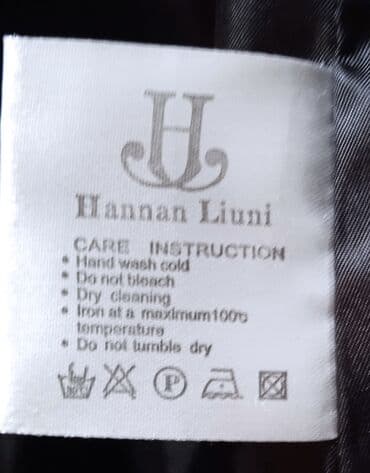 H
Hannan Liuni
CARE INSTRUCTION
• Hand wash cold
• Do not bleach
• Dry cleaning
• Iron at a maximum100℃
temperature
• Do not tumble dry
P